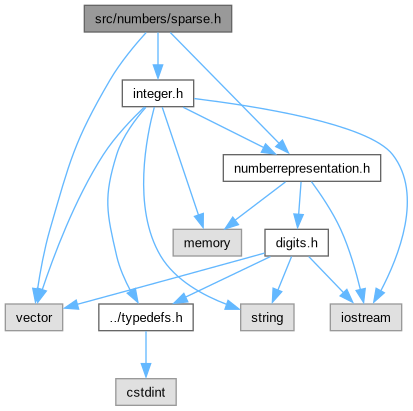 src/numbers/sparse.h
integer.h
numberrepresentation.h
memory
digits.h
vector
../typedefs.h
string
iostream
cstdint